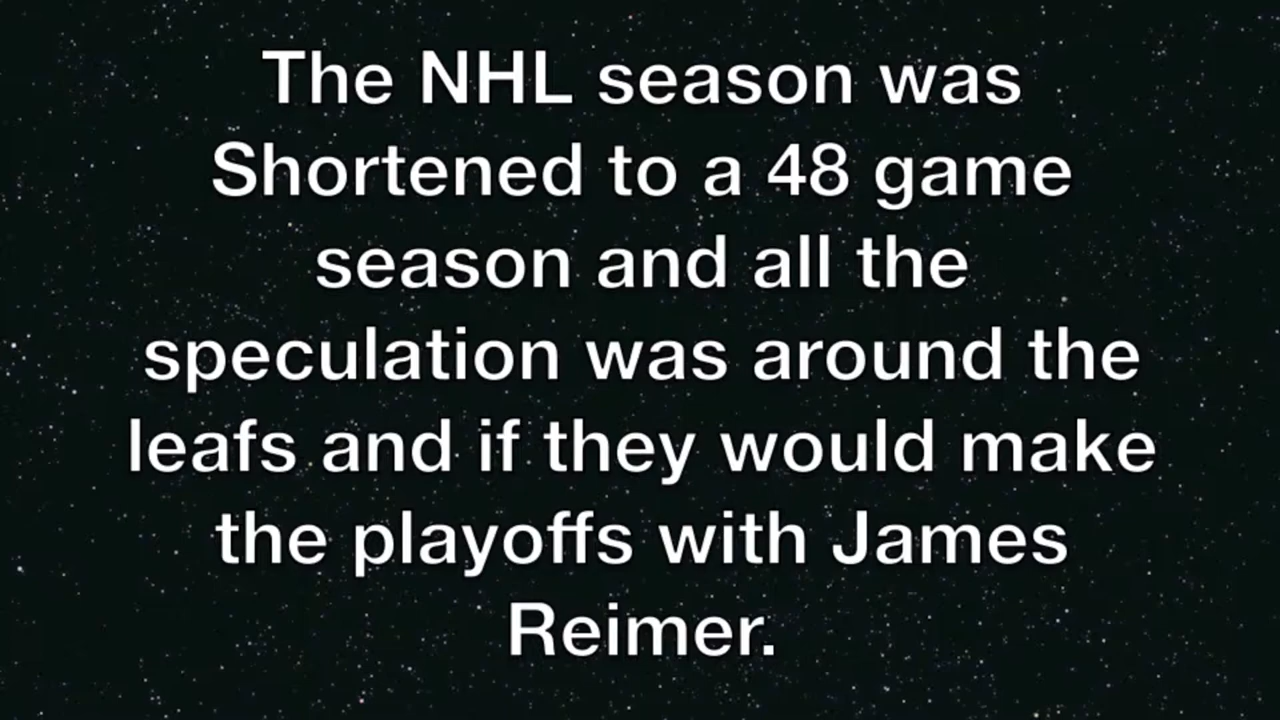 The NHL season was
Shortened to a 48 game
season and all the
speculation was around the
leafs and if they would make
the playoffs with James
Reimer.